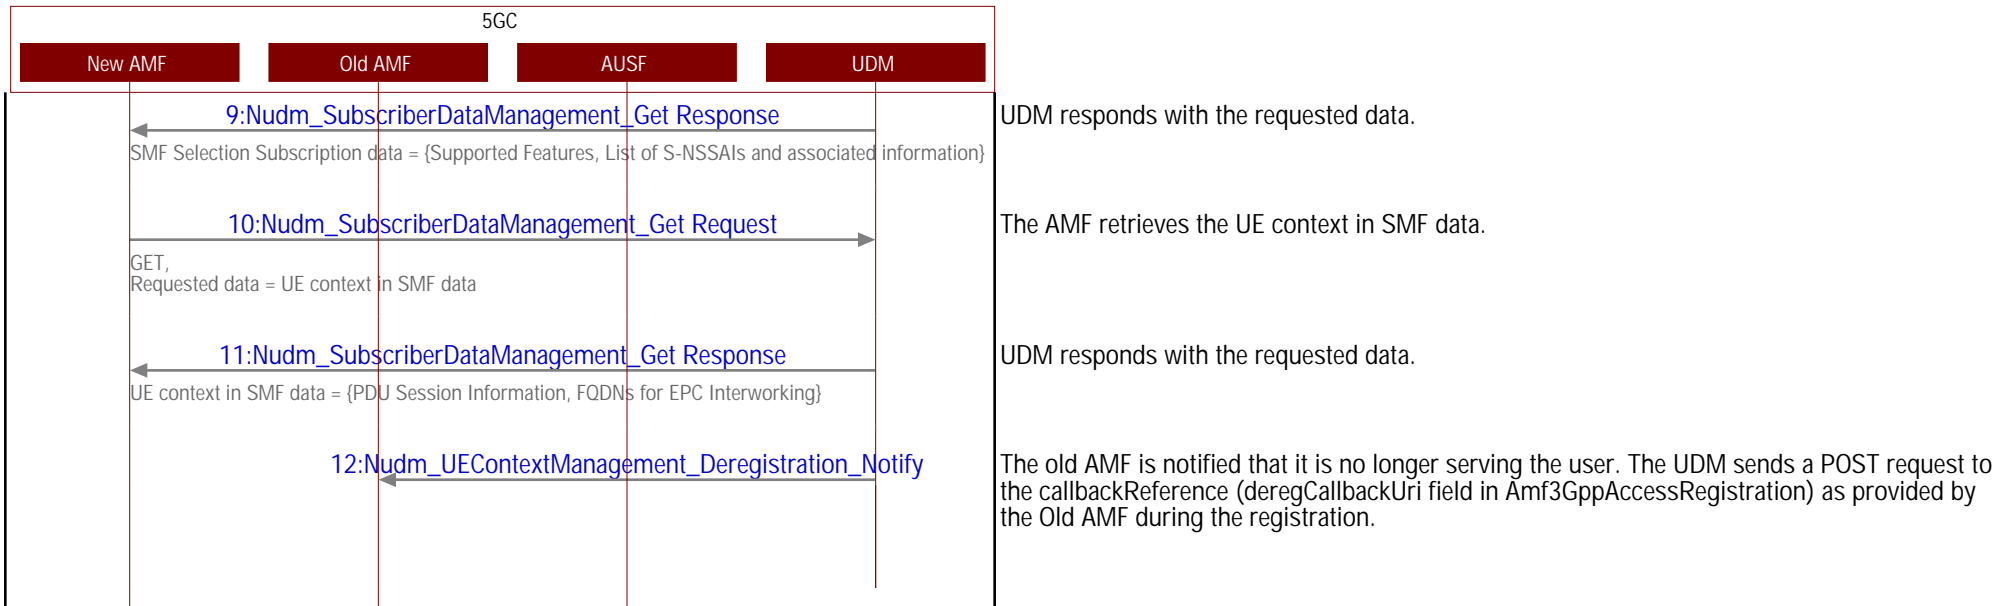 5GC
New AMF
Old AMF
AUSF
UDM
9:Nudm_SubscriberDataManagement_Get Response
UDM responds with the requested data.
SMF Selection Subscription data = {Supported Features, List of S-NSSAIs and associated information}
10:Nudm_SubscriberDataManagement_Get Request
The AMF retrieves the UE context in SMF data.
GET,
Requested data = UE context in SMF data
11:Nudm_SubscriberDataManagement_Get Response
UDM responds with the requested data.
UE context in SMF data = {PDU Session Information, FQDNs for EPC Interworking}
12:Nudm_UEContextManagement_Deregistration_Notify
The old AMF is notified that it is no longer serving the user. The UDM sends a POST request to
the callbackReference (deregCallbackUri field in Amf3GppAccessRegistration) as provided by
the Old AMF during the registration.